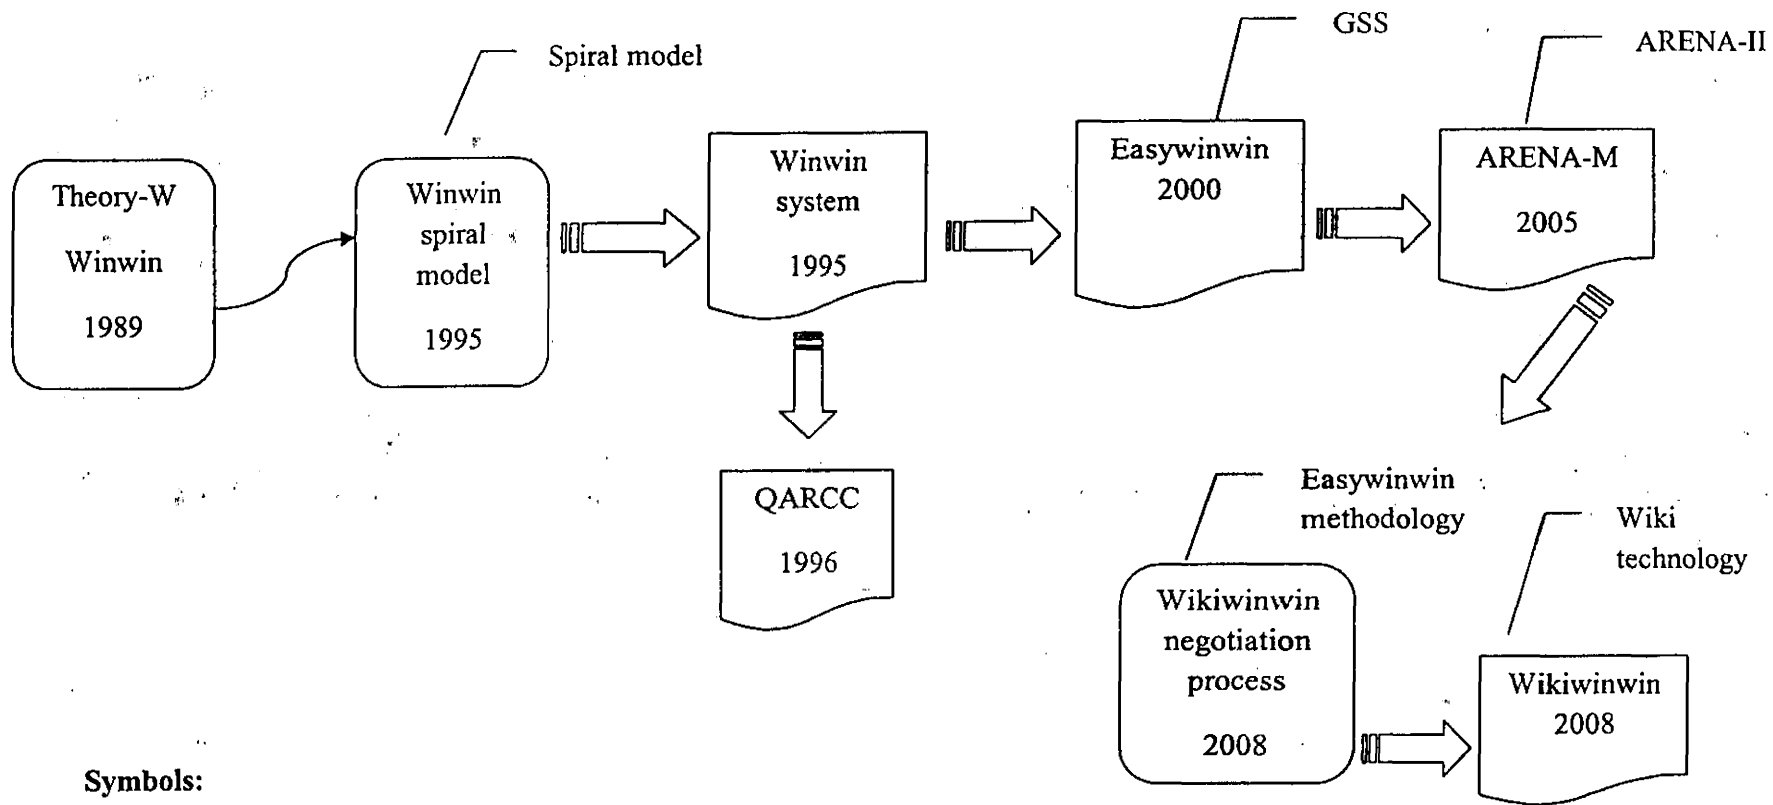 GSS
ARENA-II
Spiral model
Theory-W
Winwin
1989
Winwin
spiral
model
1995
Winwin
system
1995
Easywinwin
2000
ARENA-M
2005
QARCC
1996
Easywinwin
methodology
Wiki
technology
Wikiwinwin
negotiation
process
2008
Wikiwinwin
2008
Symbols: